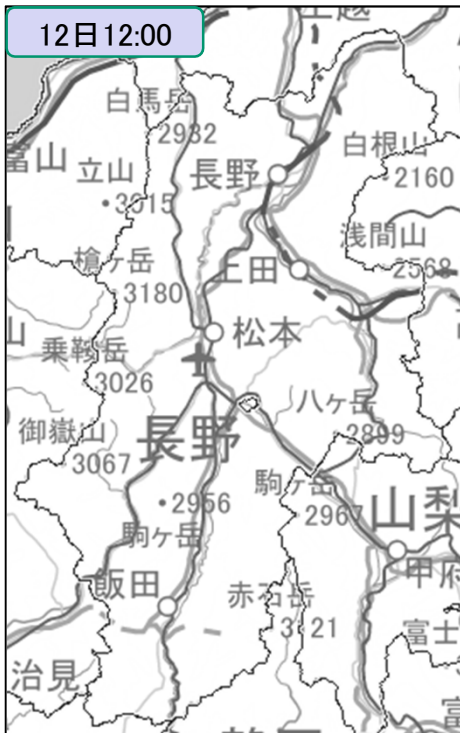 12日12:00
上越
白馬岳
2932
富山
立山
3015
長野
白根山
2160
浅間山
2568
槍ヶ岳
3180
上田
山
松本
乗鞍岳
3026
八ヶ岳
2899
御嶽山
3067
長野
駒ヶ岳
2967
山梨
2956
駒ヶ岳
甲府
飯田
赤石岳
3121
富士
治見
富